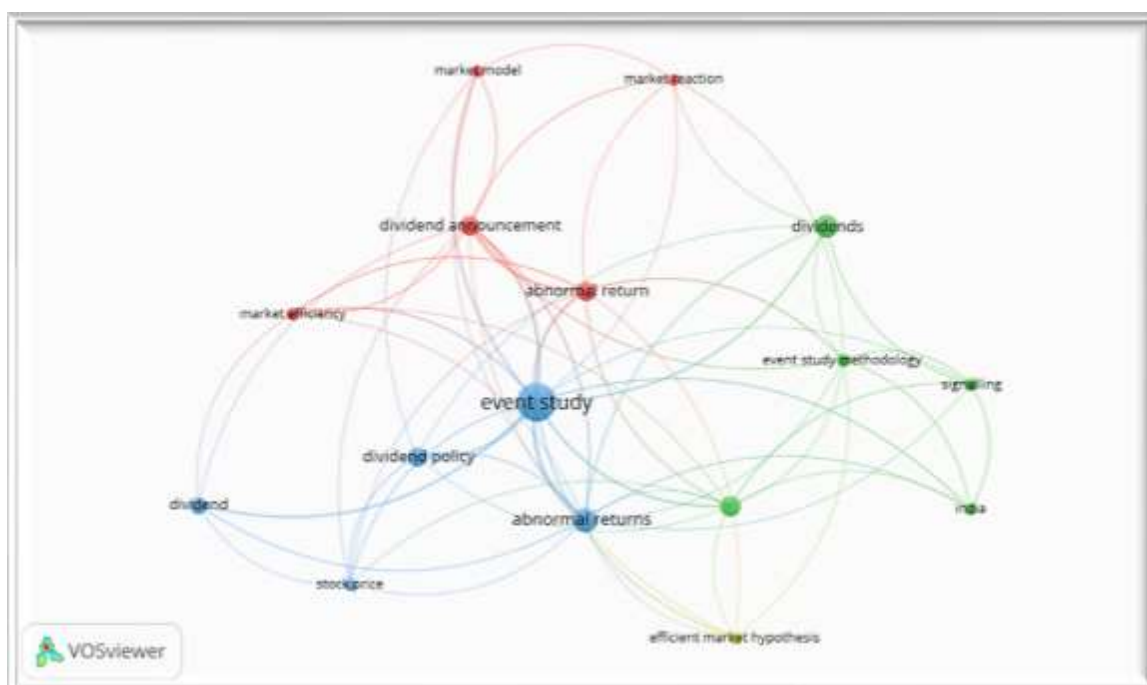 market model
market reaction
dividend announcement
dividends
abnormal return
market efficiency
event study methodology
signalling
event study
dividend policy
dividend
abnormal returns
india
stock price
efficient market hypothesis
VOSviewer